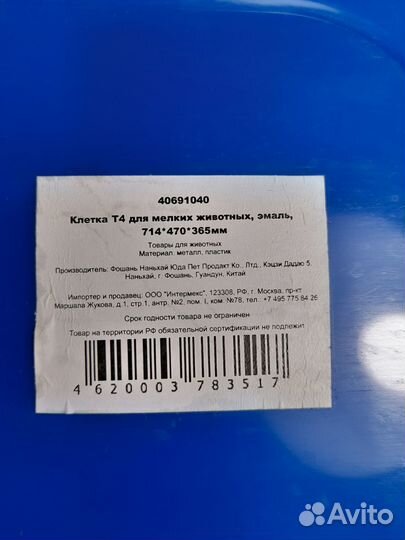 40691040
Клетка Т4 для мелких животных, эмаль,
714*470*365мм
Товары для животных
Материал: металл, пластик
Производитель: Фошань Наньхай Юда Пет Продакт Ко., Лтд., Кэцзи Дадао 5,
Наньхай, г. Фошань, Гуандун, Китай
Импортер и продавец: ООО "Интермекс", 123308, РФ, г. Москва, пр-кт
Маршала Жукова, д.1, стр.1, антр. №2, пом. I, ком. №78, тел. +7 495 775 84 26
Срок годности товара не ограничен
Товар на территории РФ обязательной сертификации не подлежит
4 620003 783517
Avito